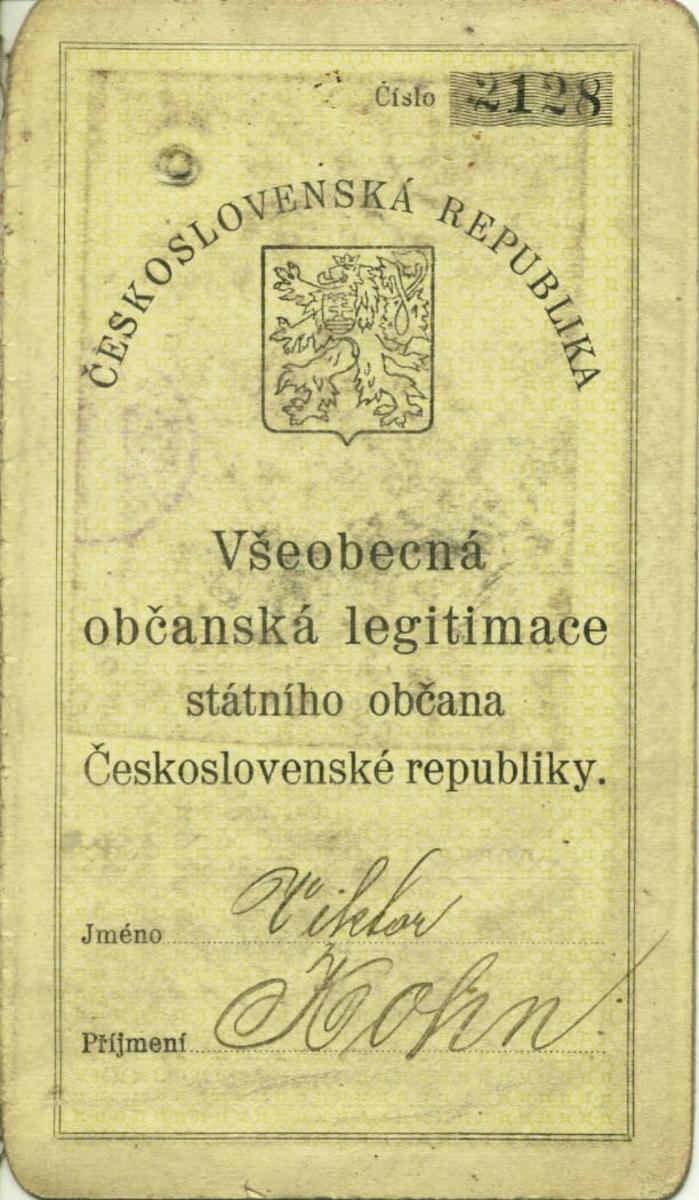 Číslo 2128
ČESKOSLOVENSKÁ REPUBLIKA
Všeobecná
občanská legitimace
státního občana
Československé republiky.
Jméno Viktor
Příjmení Kohn